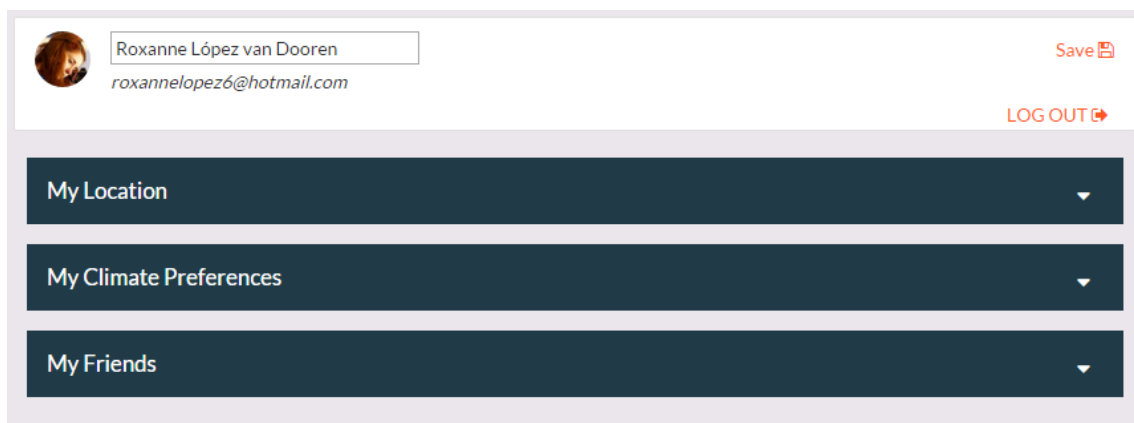 Roxanne López van Dooren
Save
roxannelopez6@hotmail.com
LOG OUT
My Location
My Climate Preferences
My Friends